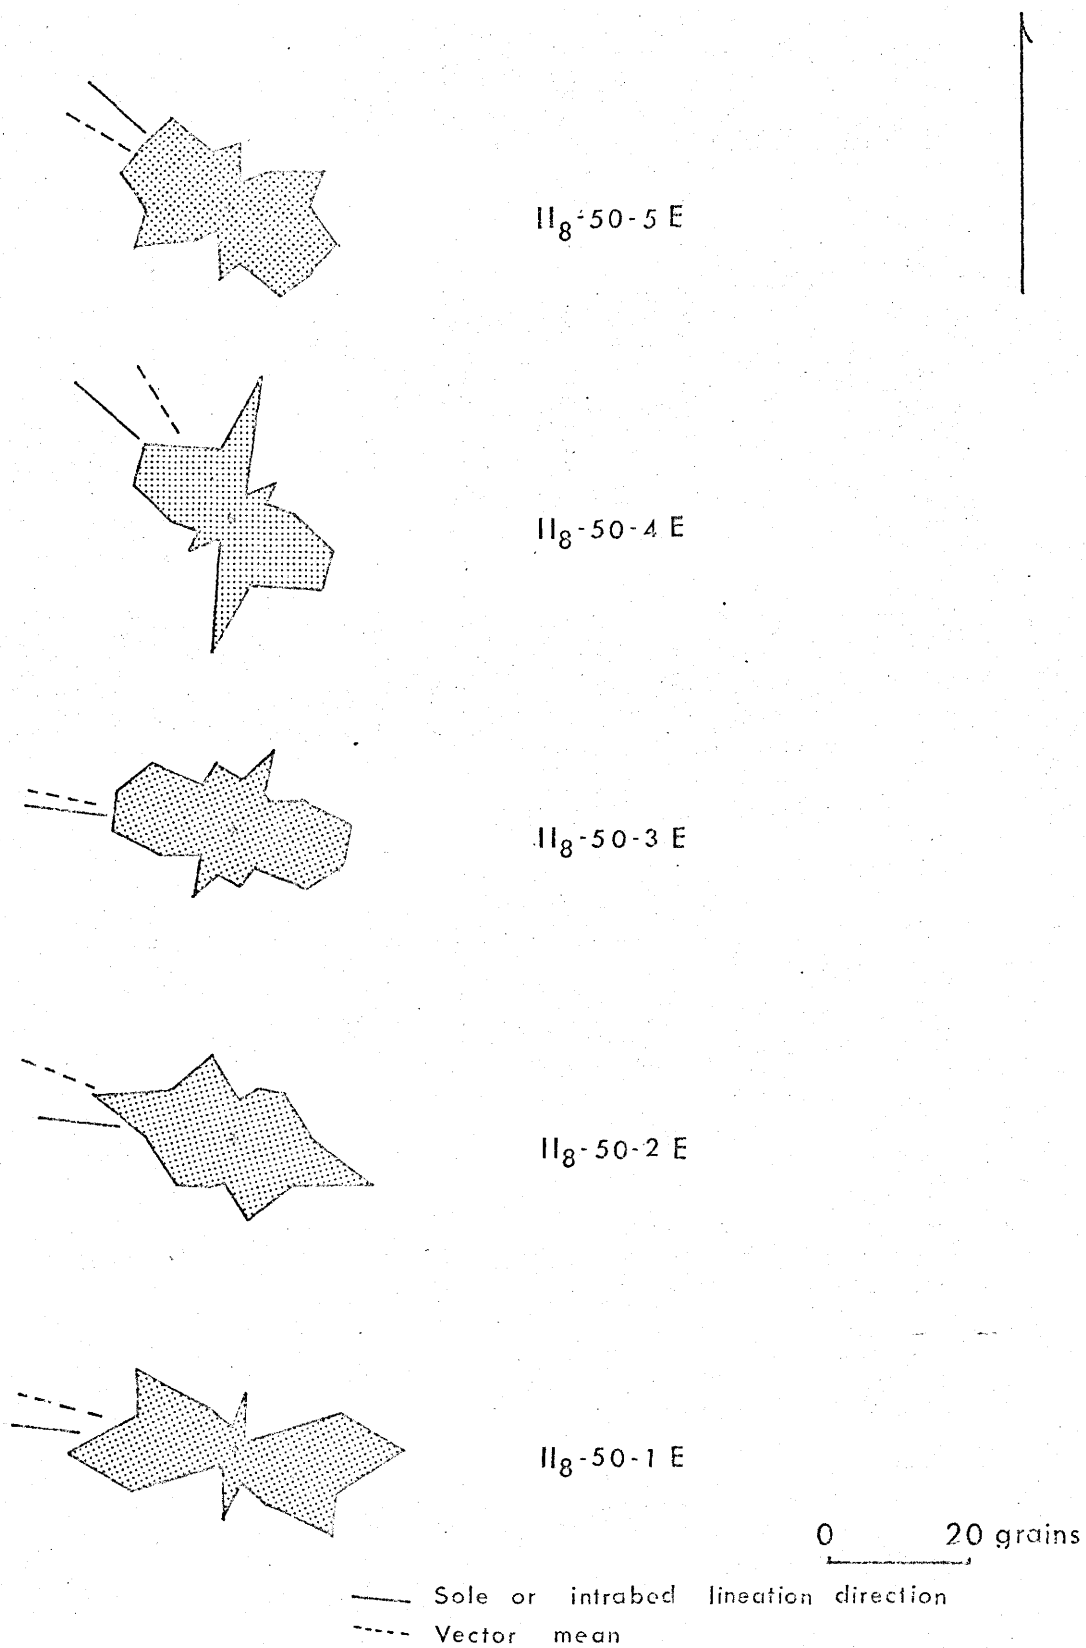 II8-50-5 E
II8-50-4 E
II8-50-3 E
II8-50-2 E
II8-50-1 E
0 20 grains
Sole or intrabed lineation direction
Vector mean